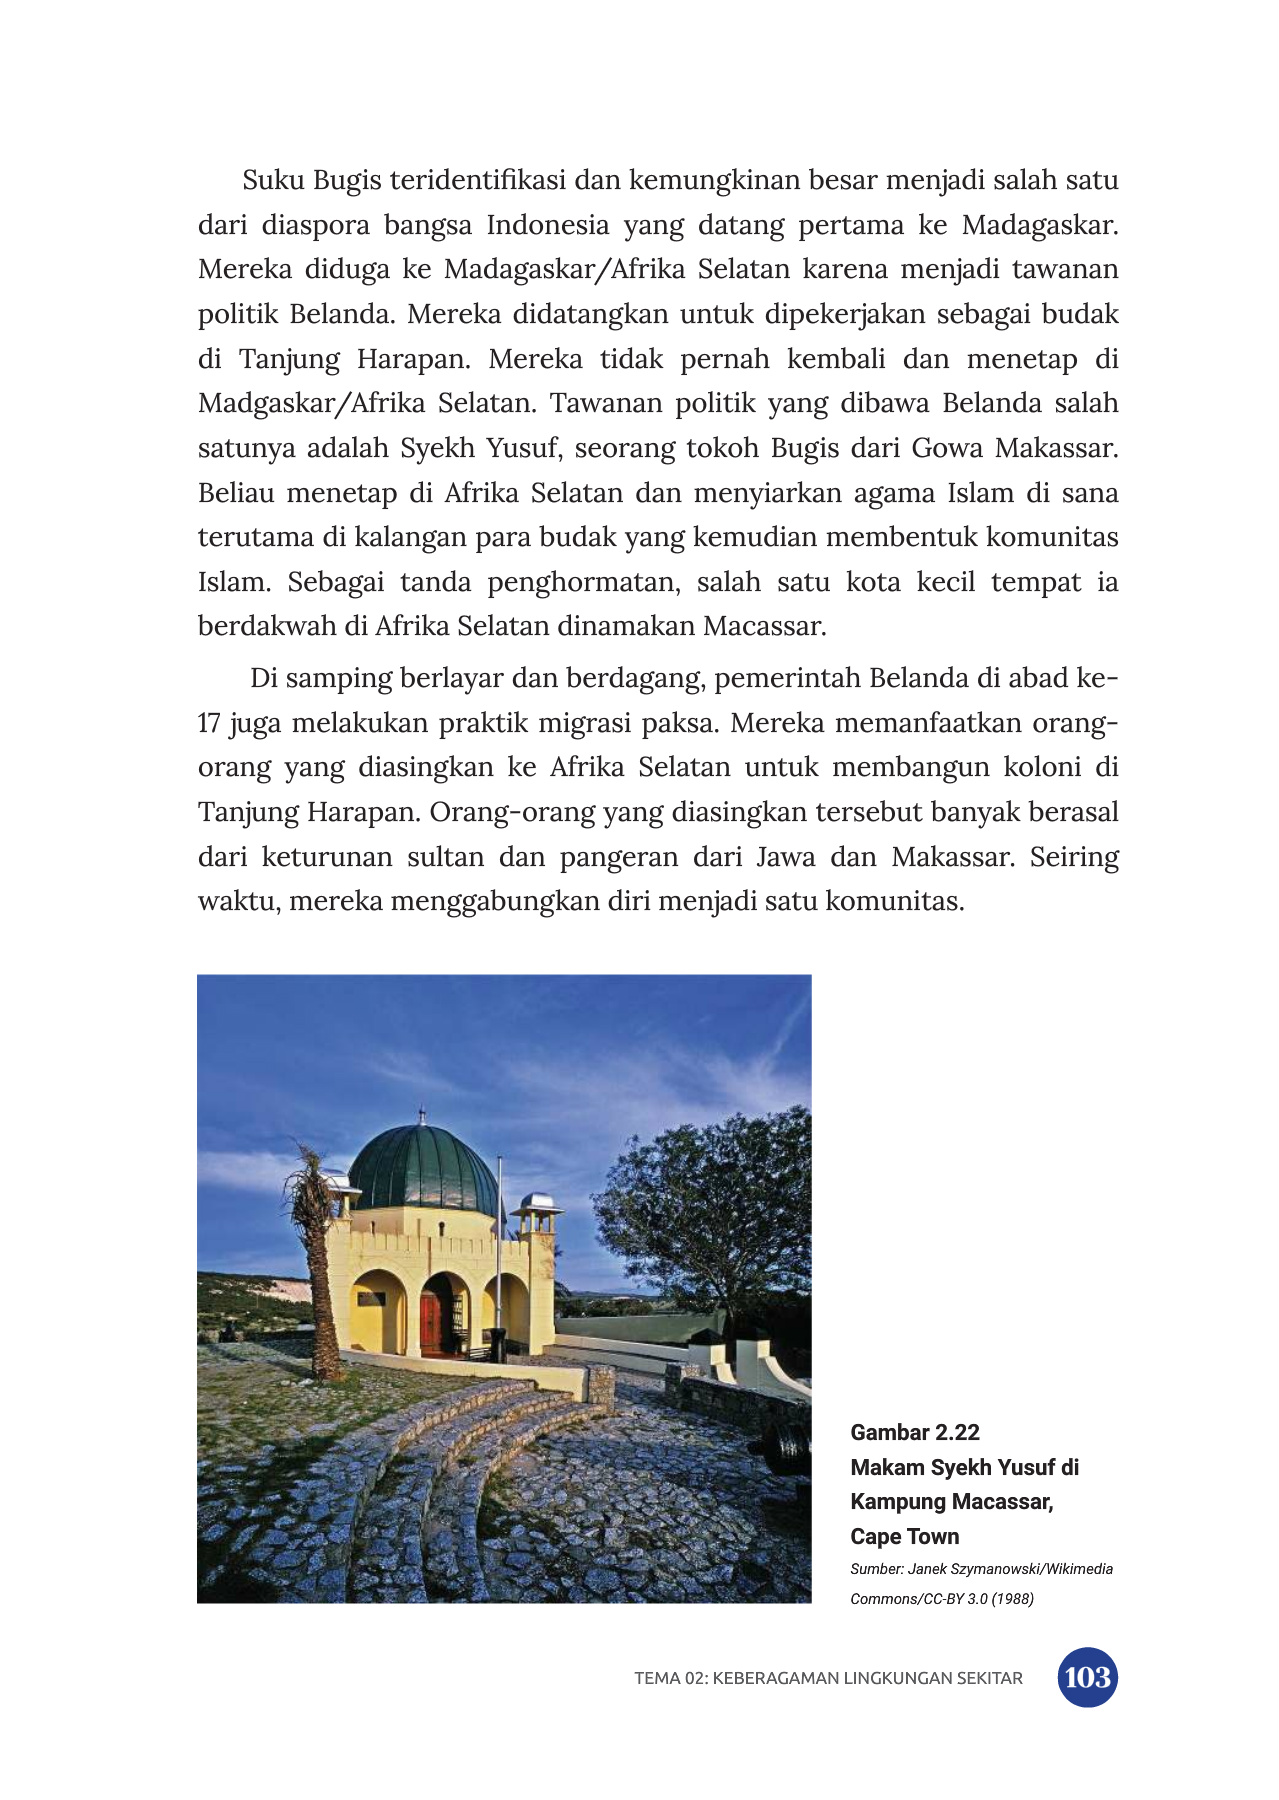 Suku Bugis teridentifikasi dan kemungkinan besar menjadi salah satu
dari diaspora bangsa Indonesia yang datang pertama ke Madagaskar.
Mereka diduga ke Madagaskar/Afrika Selatan karena menjadi tawanan
politik Belanda. Mereka didatangkan untuk dipekerjakan sebagai budak
di Tanjung Harapan. Mereka tidak pernah kembali dan menetap di
Madgaskar/Afrika Selatan. Tawanan politik yang dibawa Belanda salah
satunya adalah Syekh Yusuf, seorang tokoh Bugis dari Gowa Makassar.
Beliau menetap di Afrika Selatan dan menyiarkan agama Islam di sana
terutama di kalangan para budak yang kemudian membentuk komunitas
Islam. Sebagai tanda penghormatan, salah satu kota kecil tempat ia
berdakwah di Afrika Selatan dinamakan Macassar.
Di samping berlayar dan berdagang, pemerintah Belanda di abad ke-
17 juga melakukan praktik migrasi paksa. Mereka memanfaatkan orang-
orang yang diasingkan ke Afrika Selatan untuk membangun koloni di
Tanjung Harapan. Orang-orang yang diasingkan tersebut banyak berasal
dari keturunan sultan dan pangeran dari Jawa dan Makassar. Seiring
waktu, mereka menggabungkan diri menjadi satu komunitas.
Gambar 2.22
Makam Syekh Yusuf di
Kampung Macassar,
Cape Town
Sumber: Janek Szymanowski/Wikimedia
Commons/CC-BY 3.0 (1988)
TEMA 02: KEBERAGAMAN LINGKUNGAN SEKITAR
103